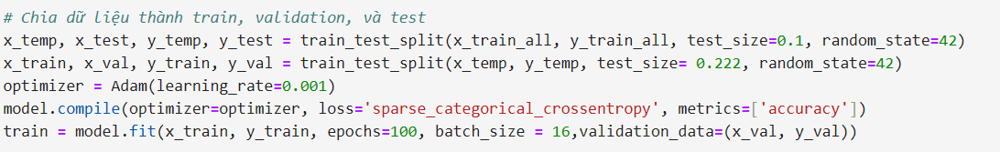 # Chia dữ liệu thành train, validation, và test
x_temp, x_test, y_temp, y_test = train_test_split(x_train_all, y_train_all, test_size=0.1, random_state=42)
x_train, x_val, y_train, y_val = train_test_split(x_temp, y_temp, test_size= 0.222, random_state=42)
optimizer = Adam(learning_rate=0.001)
model.compile(optimizer=optimizer, loss='sparse_categorical_crossentropy', metrics=['accuracy'])
train = model.fit(x_train, y_train, epochs=100, batch_size = 16,validation_data=(x_val, y_val))